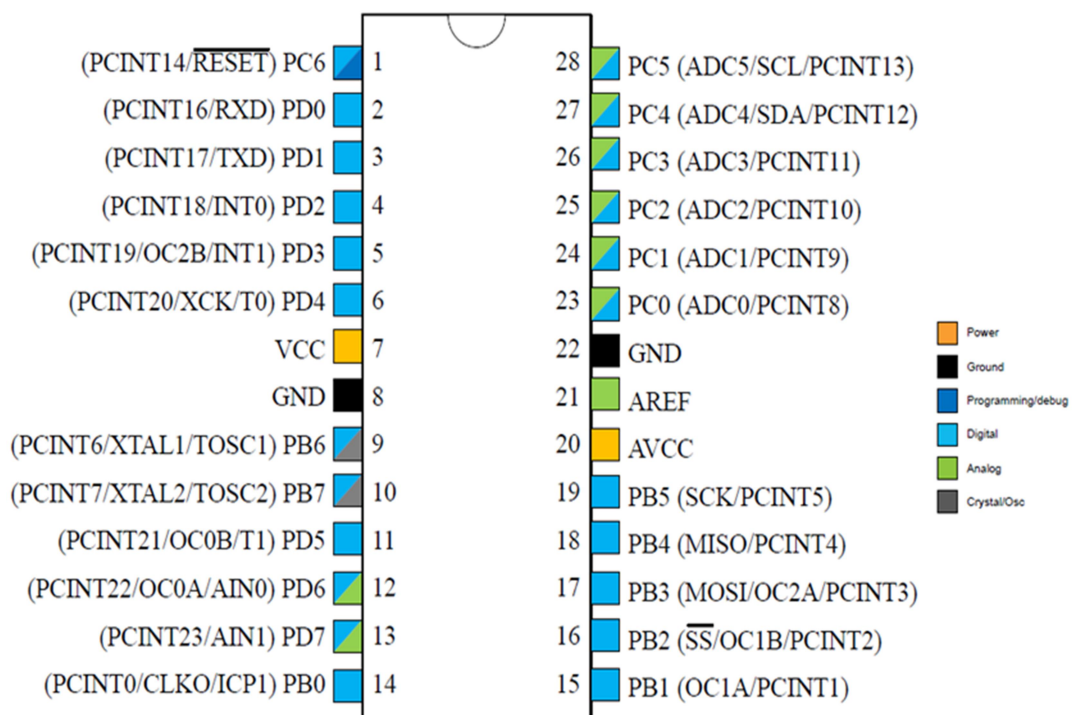 (PCINT14/RESET) PC6 1
(PCINT16/RXD) PD0 2
(PCINT17/TXD) PD1 3
(PCINT18/INT0) PD2 4
(PCINT19/OC2B/INT1) PD3 5
(PCINT20/XCK/T0) PD4 6
VCC 7
GND 8
(PCINT6/XTAL1/TOSC1) PB6 9
(PCINT7/XTAL2/TOSC2) PB7 10
(PCINT21/OC0B/T1) PD5 11
(PCINT22/OC0A/AIN0) PD6 12
(PCINT23/AIN1) PD7 13
(PCINT0/CLKO/ICP1) PB0 14
28 PC5 (ADC5/SCL/PCINT13)
27 PC4 (ADC4/SDA/PCINT12)
26 PC3 (ADC3/PCINT11)
25 PC2 (ADC2/PCINT10)
24 PC1 (ADC1/PCINT9)
23 PC0 (ADC0/PCINT8)
22 GND
21 AREF
20 AVCC
19 PB5 (SCK/PCINT5)
18 PB4 (MISO/PCINT4)
17 PB3 (MOSI/OC2A/PCINT3)
16 PB2 (SS/OC1B/PCINT2)
15 PB1 (OC1A/PCINT1)
Power
Ground
Programming/debug
Digital
Analog
Crystal/Osc